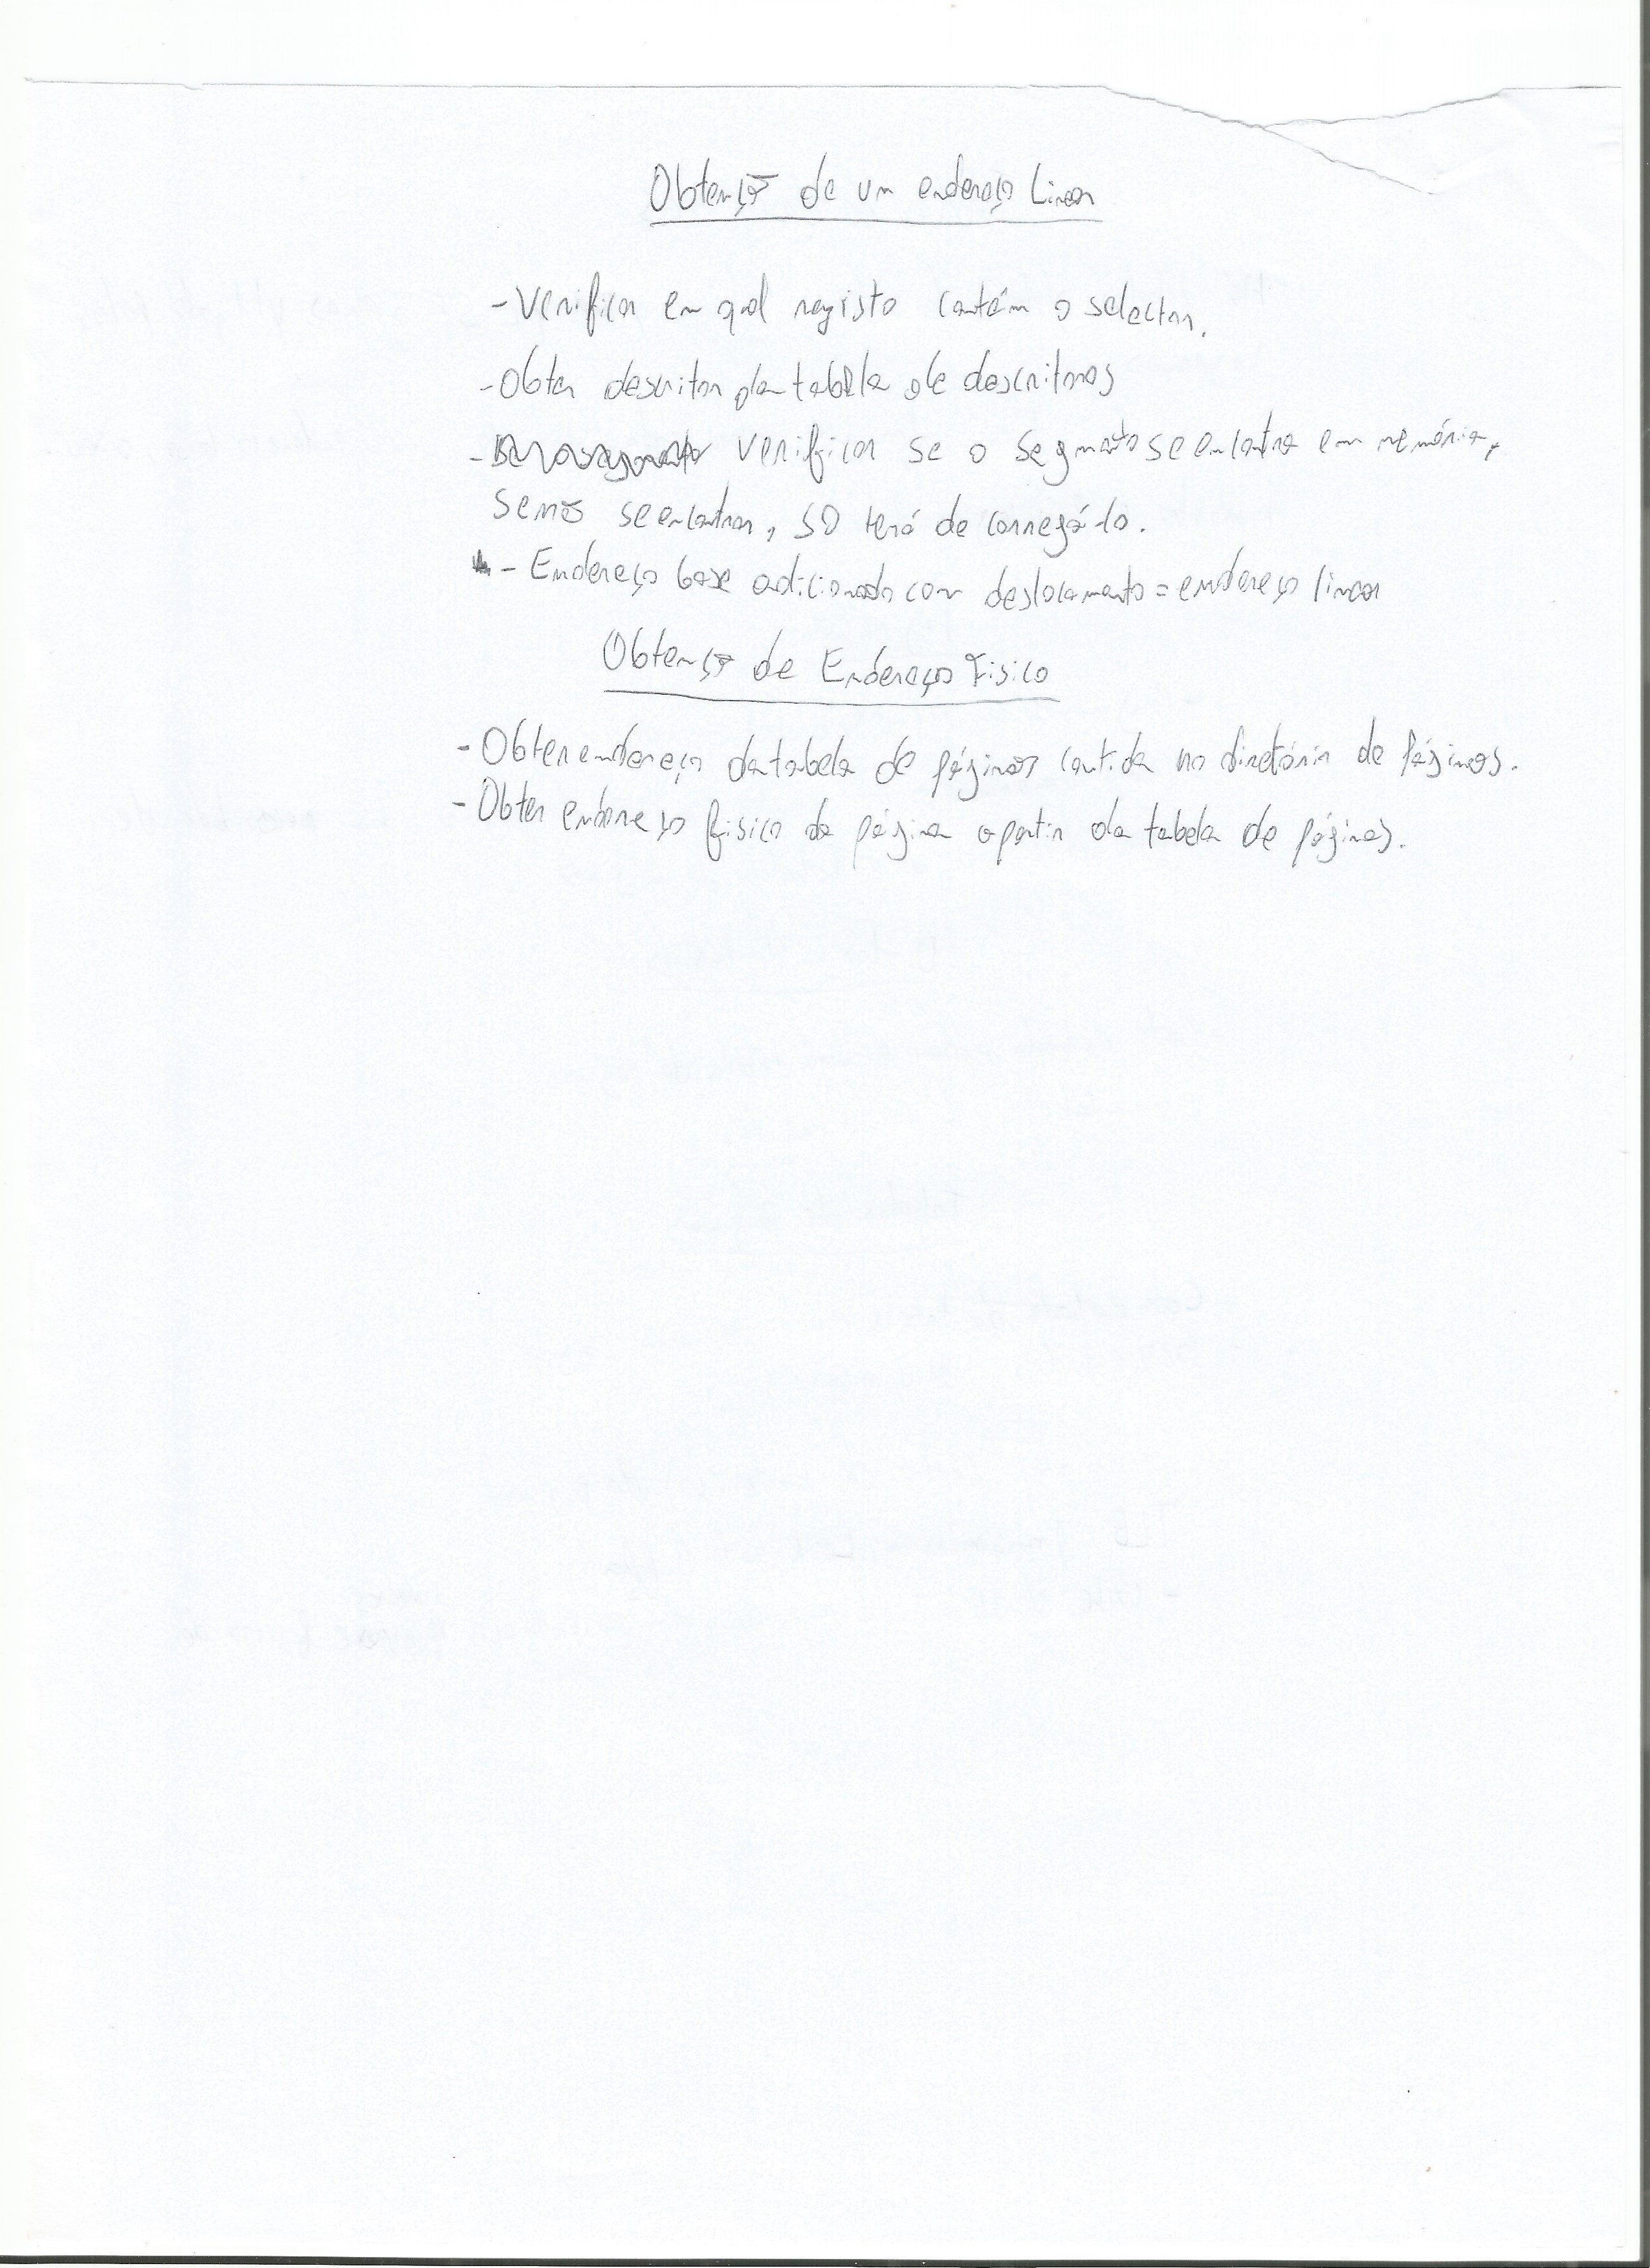 Obtenção de um endereço Linear
- Verificar em qual registo contém o selector.
- Obter descritor da tabela de descritores
- verificar se o segmento se encontra em memória,
se não se encontrar, SO terá de carregá-lo.
- Endereço base adicionado com deslocamento = endereço linear
Obtenção de Endereço Físico
- Obter endereço da tabela de páginas contida no diretório de páginas.
- Obter endereço físico da página a partir da tabela de páginas.